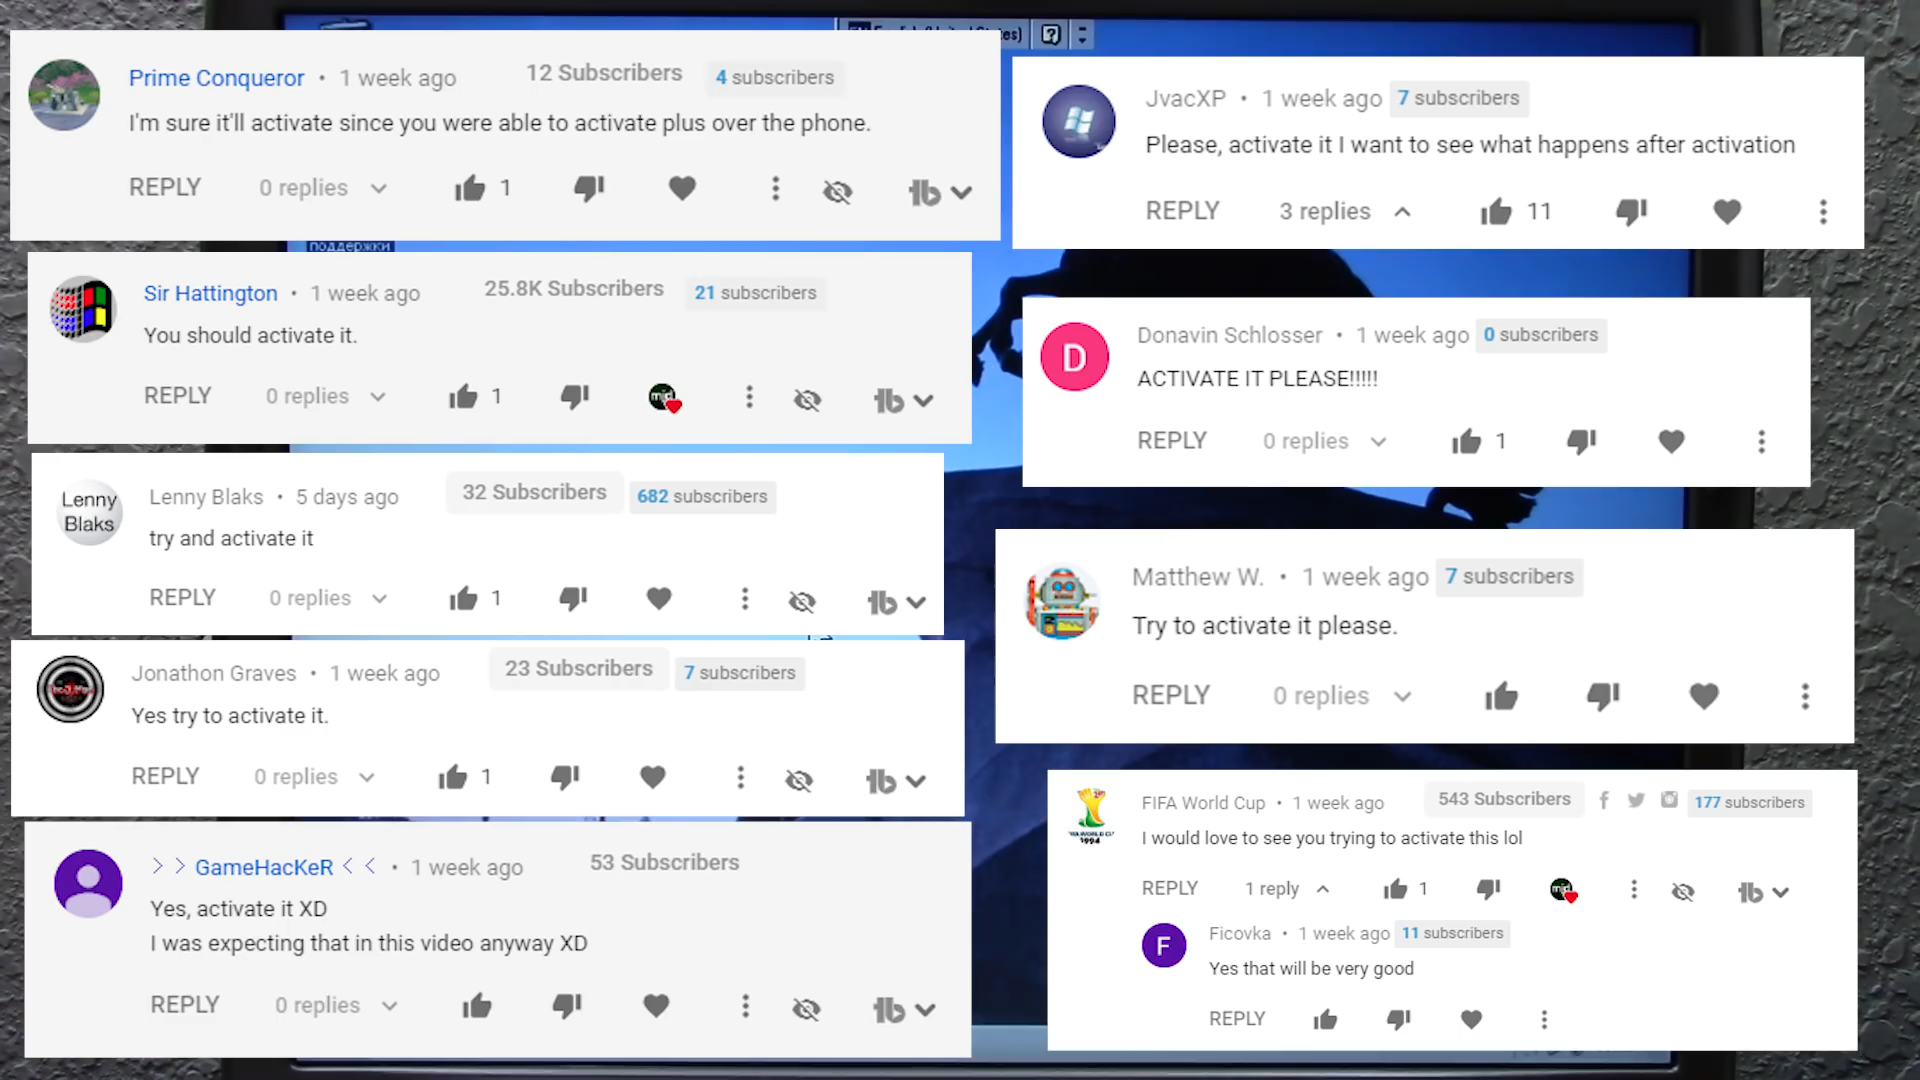 English (United States)
Prime Conqueror • 1 week ago 12 Subscribers 4 subscribers
I'm sure it'll activate since you were able to activate plus over the phone.
REPLY 0 replies 1
поддержки
Sir Hattington • 1 week ago 25.8K Subscribers 21 subscribers
You should activate it.
REPLY 0 replies 1
Lenny Blaks
Lenny Blaks • 5 days ago 32 Subscribers 682 subscribers
try and activate it
REPLY 0 replies 1
Jonathon Graves • 1 week ago 23 Subscribers 7 subscribers
Yes try to activate it.
REPLY 0 replies 1
> > GameHacKeR < < • 1 week ago 53 Subscribers
Yes, activate it XD
I was expecting that in this video anyway XD
REPLY 0 replies
JvacXP • 1 week ago 7 subscribers
Please, activate it I want to see what happens after activation
REPLY 3 replies 11
D
Donavin Schlosser • 1 week ago 0 subscribers
ACTIVATE IT PLEASE!!!!!
REPLY 0 replies 1
Matthew W. • 1 week ago 7 subscribers
Try to activate it please.
REPLY 0 replies
FIFA World Cup • 1 week ago 543 Subscribers 177 subscribers
I would love to see you trying to activate this lol
1994
REPLY 1 reply 1
F
Ficovka • 1 week ago 11 subscribers
Yes that will be very good
REPLY